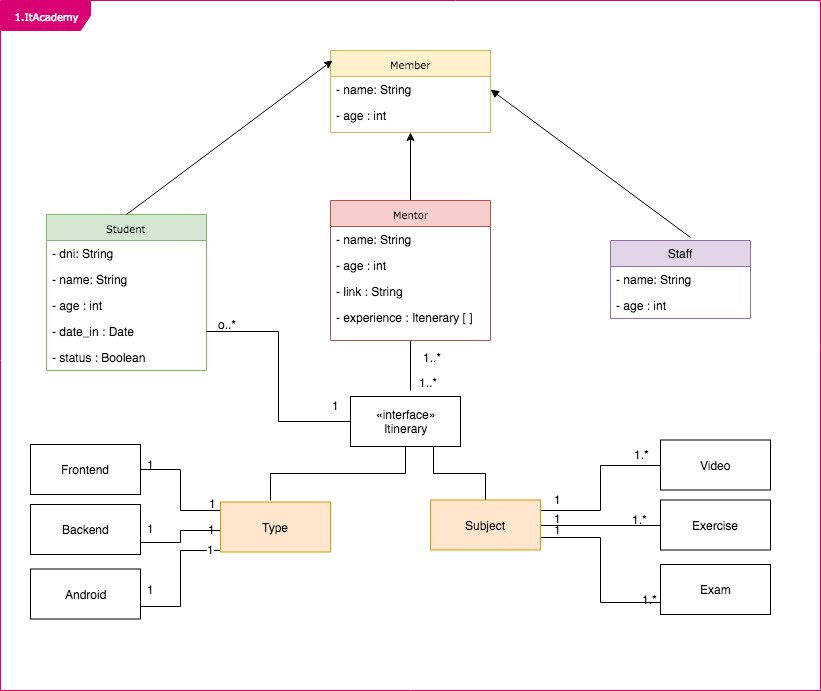 1.ItAcademy
Member
- name: String
- age : int
Student
- dni: String
- name: String
- age : int
- date_in : Date
- status : Boolean
Mentor
- name: String
- age : int
- link : String
- experience : Itenerary [ ]
Staff
- name: String
- age : int
o..*
1..*
1..*
1
«interface»
Itinerary
Frontend
1
1
Backend
1
1
Android
1
1
Type
Subject
1
1.*
Video
1
1.*
Exercise
1
1.*
Exam